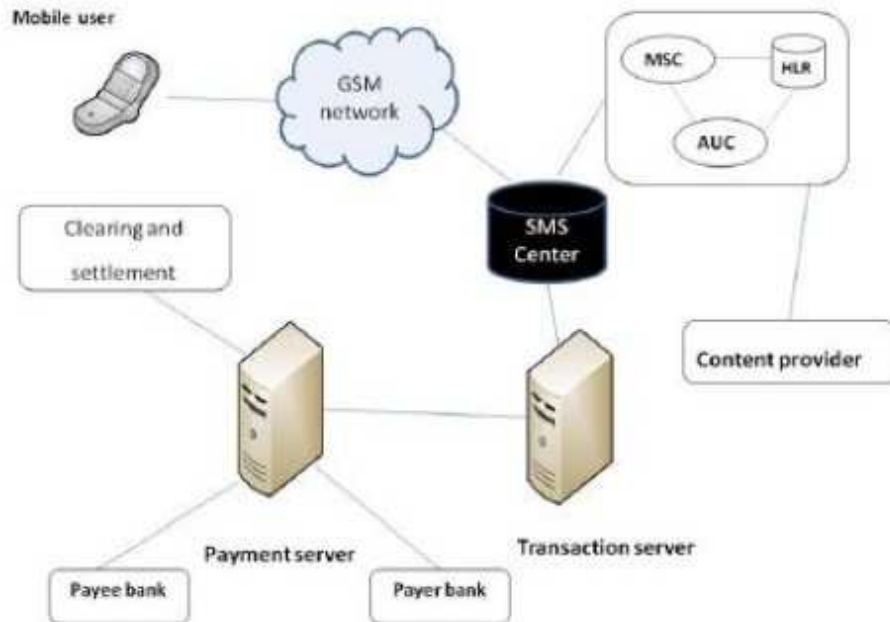 Mobile user
GSM
network
MSC
HLR
AUC
SMS
Center
Clearing and
settlement
Content provider
Payment server
Transaction server
Payee bank
Payer bank